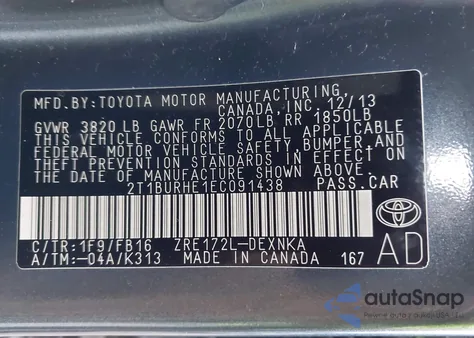 MFD. BY: TOYOTA MOTOR MANUFACTURING,
CANADA, INC. 12/13
GVWR 3820 LB GAWR FR 2070LB RR 1850LB
THIS VEHICLE CONFORMS TO ALL APPLICABLE
FEDERAL MOTOR VEHICLE SAFETY, BUMPER, AND
THEFT PREVENTION STANDARDS IN EFFECT ON
THE DATE OF MANUFACTURE SHOWN ABOVE.
2T1BURHE1EC091438 PASS. CAR
C/TR: 1F9/FB16 ZRE172L-DEXNKA
A/TM: -04A/K313 MADE IN CANADA 167
AD
autaSnap